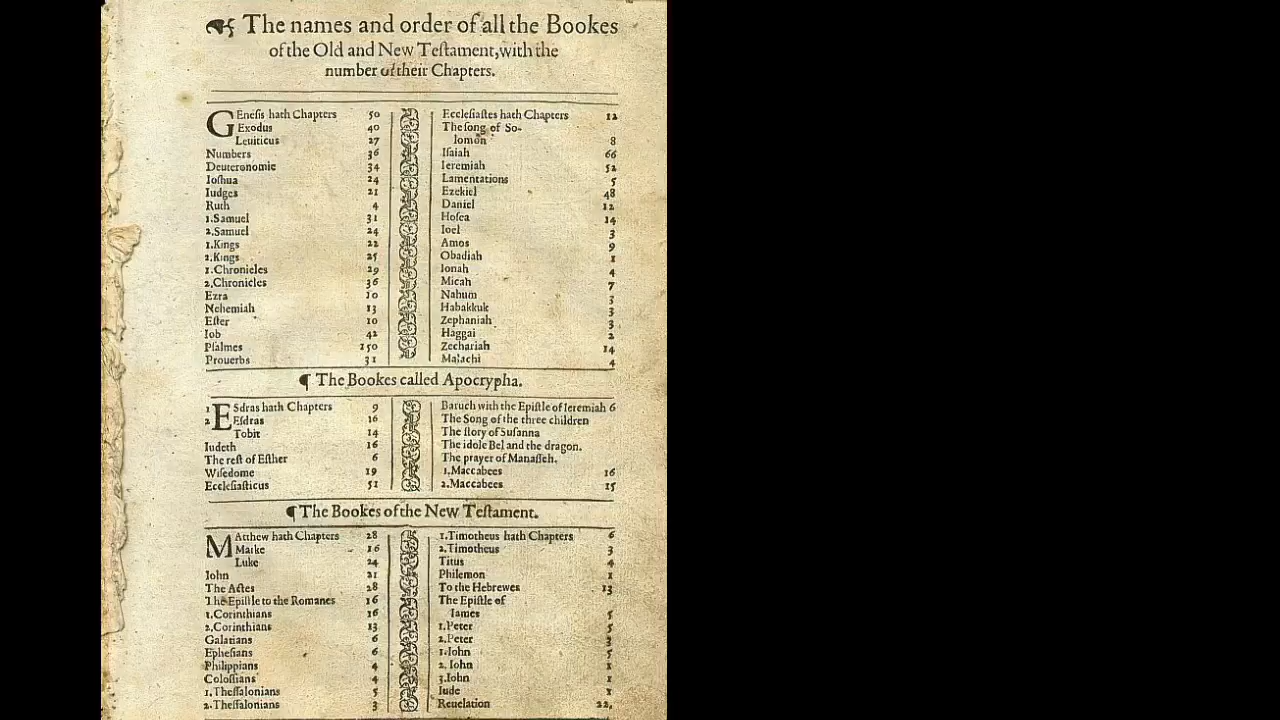 The names and order of all the Bookes
of the Old and New Teſtament, with the
number of their Chapters.
GEneſis hath Chapters 50
Exodus 40
Leuiticus 27
Numbers 36
Deuteronomie 34
Ioſhua 24
Iudges 21
Ruth 4
1.Samuel 31
2.Samuel 24
1.Kings 22
2.Kings 25
1.Chronicles 29
2.Chronicles 36
Ezra 10
Nehemiah 13
Eſter 10
Iob 42
Pſalmes 150
Prouerbs 31
Eccleſiaſtes hath Chapters 12
The ſong of So-
lomon 8
Iſaiah 66
Ieremiah 52
Lamentations 5
Ezekiel 48
Daniel 12
Hoſea 14
Ioel 3
Amos 9
Obadiah 1
Ionah 4
Micah 7
Nahum 3
Habakkuk 3
Zephaniah 3
Haggai 2
Zechariah 14
Malachi 4
¶ The Bookes called Apocrypha.
1 ESdras hath Chapters 9
2 Eſdras 16
Tobit 14
Iudeth 16
The reſt of Eſther 6
Wiſedome 19
Eccleſiaſticus 51
Baruch with the Epiſtle of Ieremiah 6
The Song of the three children
The ſtory of Suſanna
The idole Bel and the dragon.
The prayer of Manaſſeh.
1.Maccabees 16
2.Maccabees 15
¶ The Bookes of the New Teſtament.
MAtthew hath Chapters 28
Marke 16
Luke 24
Iohn 21
The Actes 28
The Epiſtle to the Romanes 16
1.Corinthians 16
2.Corinthians 13
Galatians 6
Epheſians 6
Philippians 4
Coloſſians 4
1.Theſſalonians 5
2.Theſſalonians 3
1.Timotheus hath Chapters 6
2.Timotheus 3
Titus 4
Philemon 1
To the Hebrewes 13
The Epiſtle of
Iames 5
1.Peter 5
2.Peter 3
1.Iohn 5
2. Iohn 1
3.Iohn 1
Iude 1
Reuelation 22.